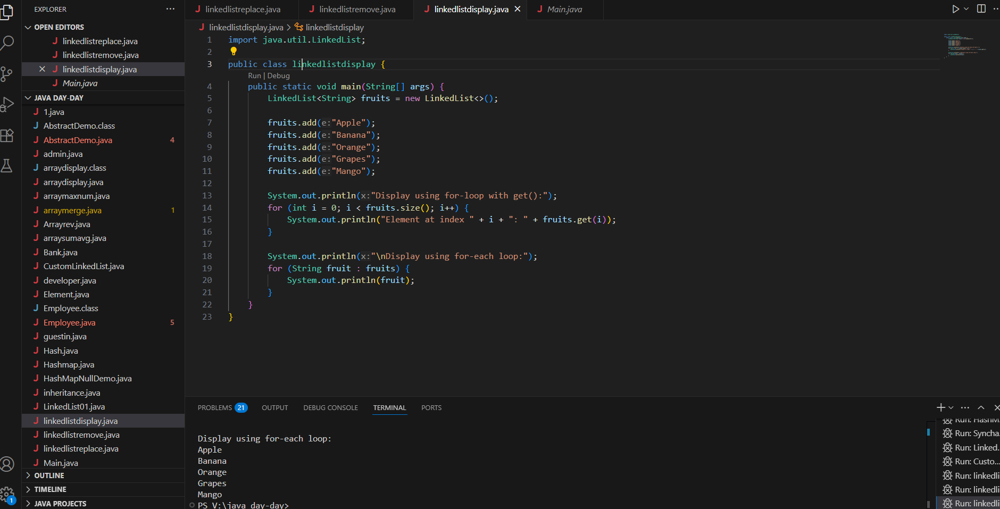 EXPLORER
OPEN EDITORS
linkedlistreplace.java
linkedlistremove.java
linkedlistdisplay.java
Main.java
JAVA DAY-DAY
1.java
AbstractDemo.class
AbstractDemo.java 4
admin.java
arraydisplay.class
arraydisplay.java
arraymaxnum.java
arraymerge.java 1
Arrayrev.java
arraysumavg.java
Bank.java
CustomLinkedList.java
developer.java
Element.java
Employee.class
Employee.java 5
guestin.java
Hash.java
Hashmap.java
HashMapNullDemo.java
inheritance.java
LinkedList01.java
linkedlistdisplay.java
linkedlistremove.java
linkedlistreplace.java
Main.java
OUTLINE
TIMELINE
JAVA PROJECTS
1
linkedlistreplace.java linkedlistremove.java linkedlistdisplay.java Main.java
linkedlistdisplay.java > linkedlistdisplay
1 import java.util.LinkedList;
2
3 public class linkedlistdisplay {
Run | Debug
4 public static void main(String[] args) {
5 LinkedList<String> fruits = new LinkedList<>();
6
7 fruits.add(e:"Apple");
8 fruits.add(e:"Banana");
9 fruits.add(e:"Orange");
10 fruits.add(e:"Grapes");
11 fruits.add(e:"Mango");
12
13 System.out.println(x:"Display using for-loop with get():");
14 for (int i = 0; i < fruits.size(); i++) {
15 System.out.println("Element at index " + i + ": " + fruits.get(i));
16 }
17
18 System.out.println(x:"\nDisplay using for-each loop:");
19 for (String fruit : fruits) {
20 System.out.println(fruit);
21 }
22 }
23 }
PROBLEMS 21 OUTPUT DEBUG CONSOLE TERMINAL PORTS
Display using for-each loop:
Apple
Banana
Orange
Grapes
Mango
PS V:\java day-day>
Run: HashM...
Run: Syncha...
Run: Linked...
Run: Custo...
Run: linkedli
Run: linkedli
Run: linkedli